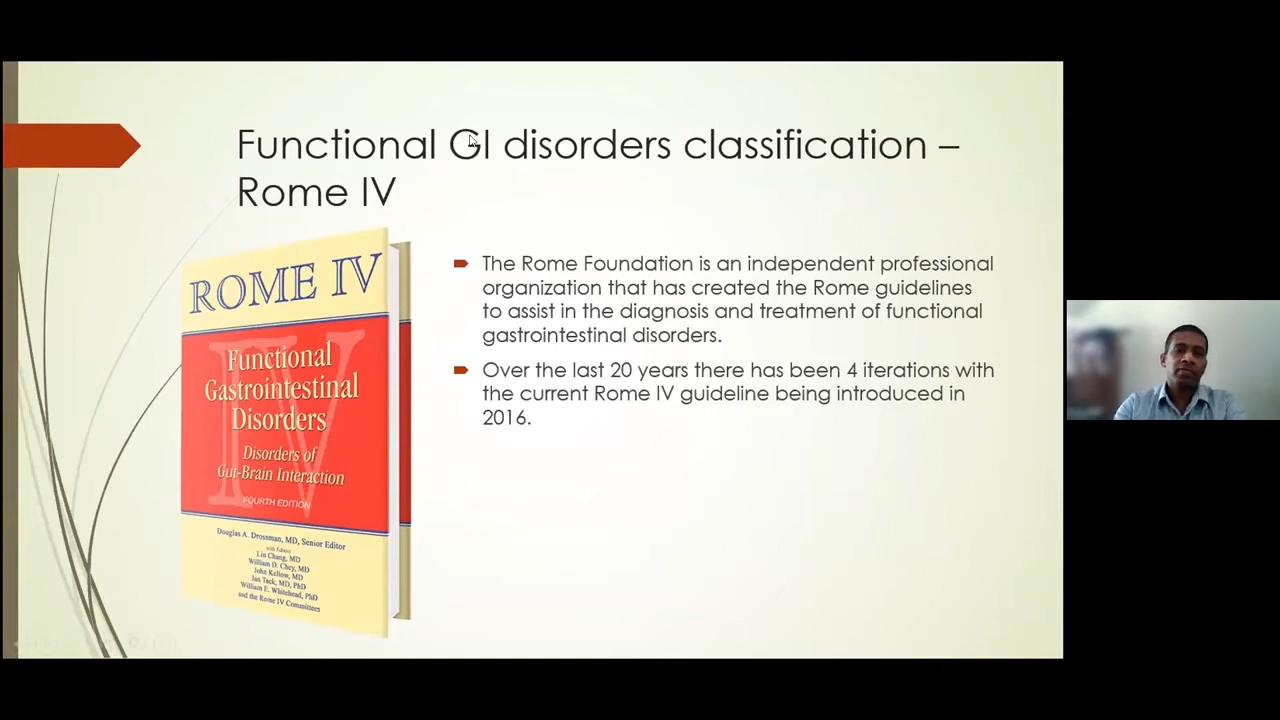 Functional GI disorders classification –
Rome IV
ROME IV
Functional
Gastrointestinal
Disorders
Disorders of
Gut-Brain Interaction
FOURTH EDITION
Douglas A. Drossman, MD, Senior Editor
with Editors
Lin Chang, MD
William D. Chey, MD
John Kellow, MD
Jan Tack, MD, PhD
William E. Whitehead, PhD
and the Rome IV Committees
The Rome Foundation is an independent professional
organization that has created the Rome guidelines
to assist in the diagnosis and treatment of functional
gastrointestinal disorders.
Over the last 20 years there has been 4 iterations with
the current Rome IV guideline being introduced in
2016.